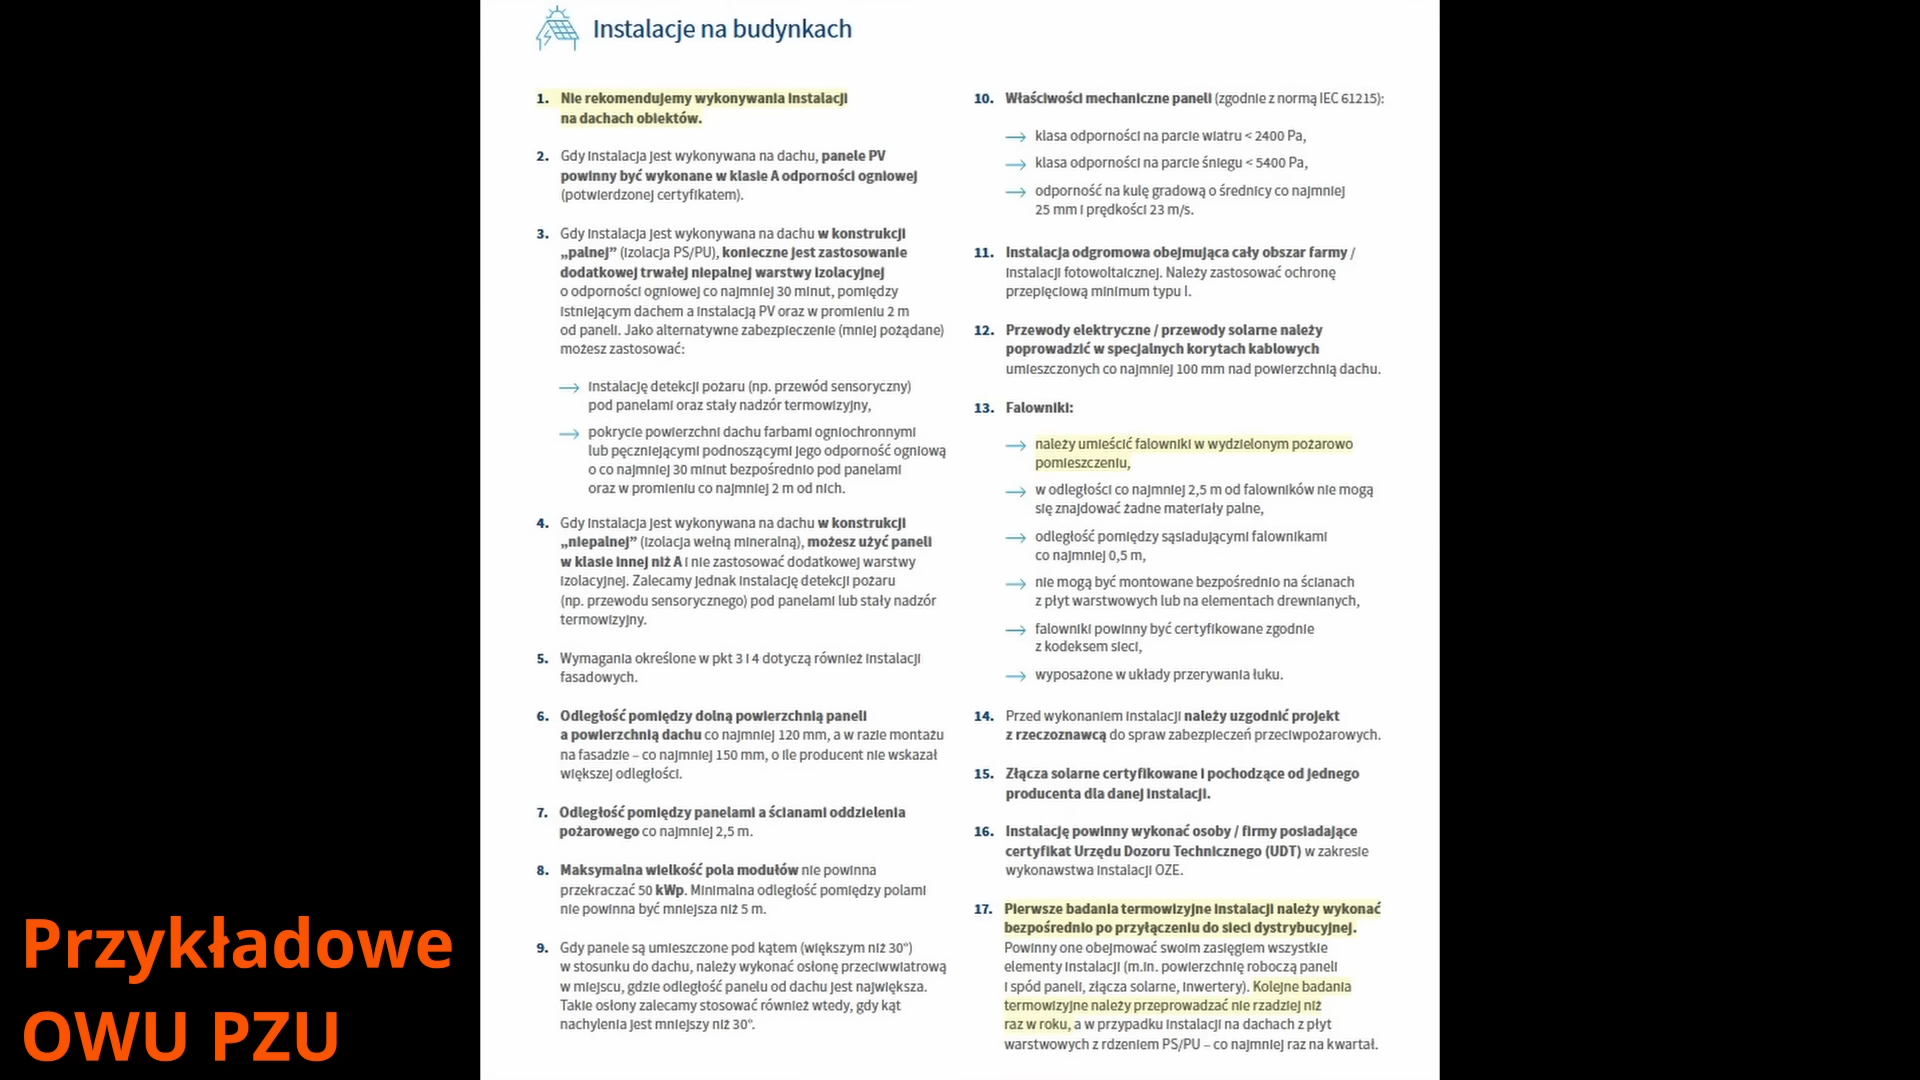 Instalacje na budynkach
1. Nie rekomendujemy wykonywania instalacji
na dachach obiektów.
2. Gdy instalacja jest wykonywana na dachu, panele PV
powinny być wykonane w klasie A odporności ogniowej
(potwierdzonej certyfikatem).
3. Gdy instalacja jest wykonywana na dachu w konstrukcji
„palnej” (izolacja PS/PU), konieczne jest zastosowanie
dodatkowej trwałej niepalnej warstwy izolacyjnej
o odporności ogniowej co najmniej 30 minut, pomiędzy
istniejącym dachem a instalacją PV oraz w promieniu 2 m
od paneli. Jako alternatywne zabezpieczenie (mniej pożądane)
możesz zastosować:
→ instalację detekcji pożaru (np. przewód sensoryczny)
pod panelami oraz stały nadzór termowizyjny,
→ pokrycie powierzchni dachu farbami ogniochronnymi
lub pęczniejącymi podnoszącymi jego odporność ogniową
o co najmniej 30 minut bezpośrednio pod panelami
oraz w promieniu co najmniej 2 m od nich.
4. Gdy instalacja jest wykonywana na dachu w konstrukcji
„niepalnej” (izolacja wełną mineralną), możesz użyć paneli
w klasie innej niż A i nie zastosować dodatkowej warstwy
izolacyjnej. Zalecamy jednak instalację detekcji pożaru
(np. przewodu sensorycznego) pod panelami lub stały nadzór
termowizyjny.
5. Wymagania określone w pkt 3 i 4 dotyczą również instalacji
fasadowych.
6. Odległość pomiędzy dolną powierzchnią paneli
a powierzchnią dachu co najmniej 120 mm, a w razie montażu
na fasadzie – co najmniej 150 mm, o ile producent nie wskazał
większej odległości.
7. Odległość pomiędzy panelami a ścianami oddzielenia
pożarowego co najmniej 2,5 m.
8. Maksymalna wielkość pola modułów nie powinna
przekraczać 50 kWp. Minimalna odległość pomiędzy polami
nie powinna być mniejsza niż 5 m.
9. Gdy panele są umieszczone pod kątem (większym niż 30°)
w stosunku do dachu, należy wykonać osłonę przeciwwiatrową
w miejscu, gdzie odległość panelu od dachu jest największa.
Takie osłony zalecamy stosować również wtedy, gdy kąt
nachylenia jest mniejszy niż 30°.
10. Właściwości mechaniczne paneli (zgodnie z normą IEC 61215):
→ klasa odporności na parcie wiatru < 2400 Pa,
→ klasa odporności na parcie śniegu < 5400 Pa,
→ odporność na kulę gradową o średnicy co najmniej
25 mm i prędkości 23 m/s.
11. Instalacja odgromowa obejmująca cały obszar farmy /
instalacji fotowoltaicznej. Należy zastosować ochronę
przepięciową minimum typu I.
12. Przewody elektryczne / przewody solarne należy
poprowadzić w specjalnych korytach kablowych
umieszczonych co najmniej 100 mm nad powierzchnią dachu.
13. Falowniki:
→ należy umieścić falowniki w wydzielonym pożarowo
pomieszczeniu,
→ w odległości co najmniej 2,5 m od falowników nie mogą
się znajdować żadne materiały palne,
→ odległość pomiędzy sąsiadującymi falownikami
co najmniej 0,5 m,
→ nie mogą być montowane bezpośrednio na ścianach
z płyt warstwowych lub na elementach drewnianych,
→ falowniki powinny być certyfikowane zgodnie
z kodeksem sieci,
→ wyposażone w układy przerywania łuku.
14. Przed wykonaniem instalacji należy uzgodnić projekt
z rzeczoznawcą do spraw zabezpieczeń przeciwpożarowych.
15. Złącza solarne certyfikowane i pochodzące od jednego
producenta dla danej instalacji.
16. Instalację powinny wykonać osoby / firmy posiadające
certyfikat Urzędu Dozoru Technicznego (UDT) w zakresie
wykonawstwa instalacji OZE.
17. Pierwsze badania termowizyjne instalacji należy wykonać
bezpośrednio po przyłączeniu do sieci dystrybucyjnej.
Powinny one obejmować swoim zasięgiem wszystkie
elementy instalacji (m.in. powierzchnię roboczą paneli
i spód paneli, złącza solarne, inwertery). Kolejne badania
termowizyjne należy przeprowadzać nie rzadziej niż
raz w roku, a w przypadku instalacji na dachach z płyt
warstwowych z rdzeniem PS/PU – co najmniej raz na kwartał.
Przykładowe
OWU PZU